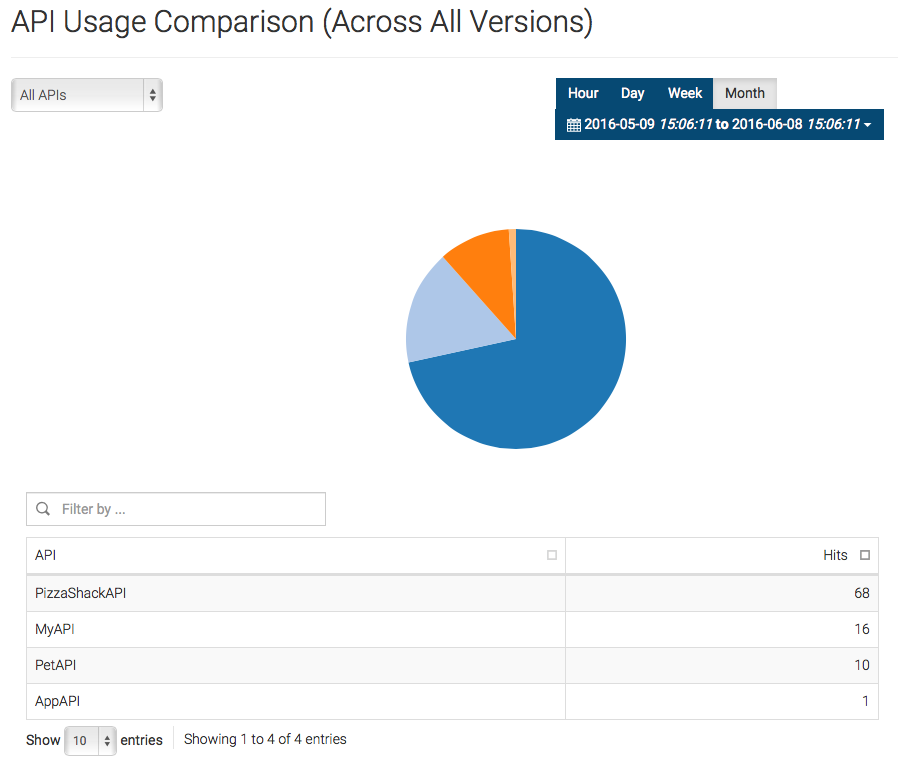 API Usage Comparison (Across All Versions)
All APIs
Hour Day Week Month
2016-05-09 15:06:11 to 2016-06-08 15:06:11
Filter by ...
API Hits
PizzaShackAPI 68
MyAPI 16
PetAPI 10
AppAPI 1
Show 10 entries Showing 1 to 4 of 4 entries